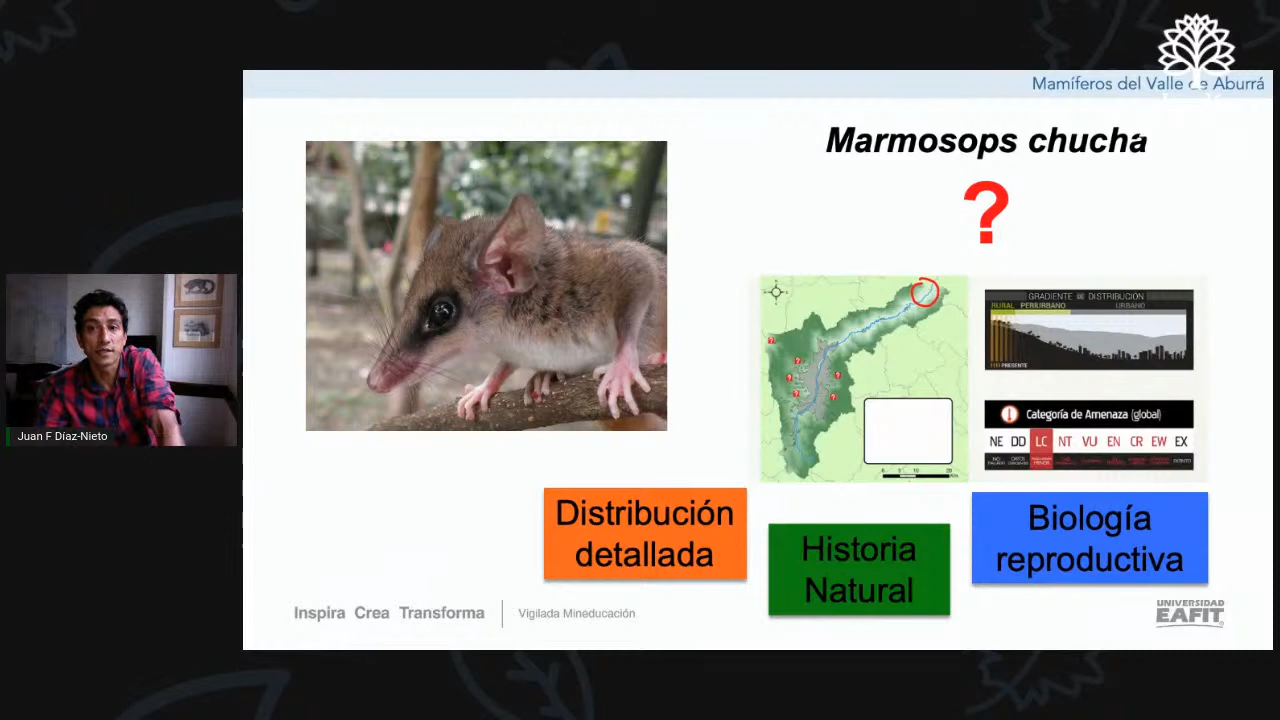 Mamíferos del Valle de Aburrá
Marmosops chucha
?
GRADIENTE DE DISTRIBUCIÓN
RURAL PERIURBANO URBANO
PRESENTE
Categoría de Amenaza (global)
NE DD LC NT VU EN CR EW EX
Juan F Díaz-Nieto
Distribución
detallada
Historia
Natural
Biología
reproductiva
Inspira Crea Transforma
Vigilada Mineducación
UNIVERSIDAD
EAFIT